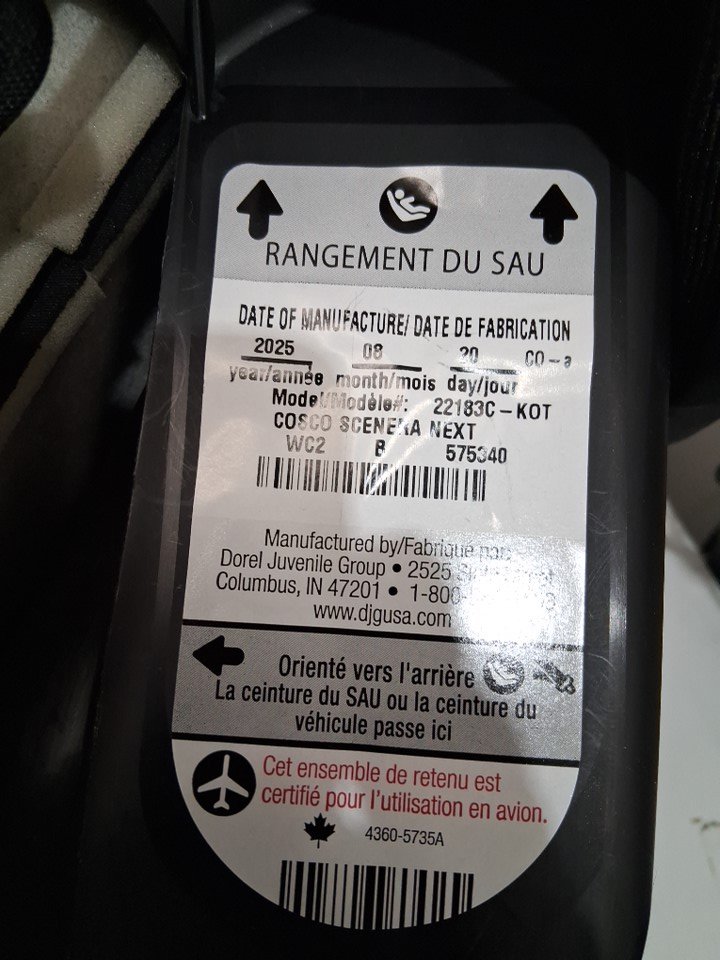 RANGEMENT DU SAU
DATE OF MANUFACTURE/ DATE DE FABRICATION
2025 08 20 CO-a
year/année month/mois day/jour
Model/Modèle#: 22183C-KOT
COSCO SCENERA NEXT
WC2 B 575340
Manufactured by/Fabriqué par:
Dorel Juvenile Group • 2525
Columbus, IN 47201 • 1-800-
www.djgusa.com
Orienté vers l'arrière
La ceinture du SAU ou la ceinture du
véhicule passe ici
Cet ensemble de retenu est
certifié pour l'utilisation en avion.
4360-5735A